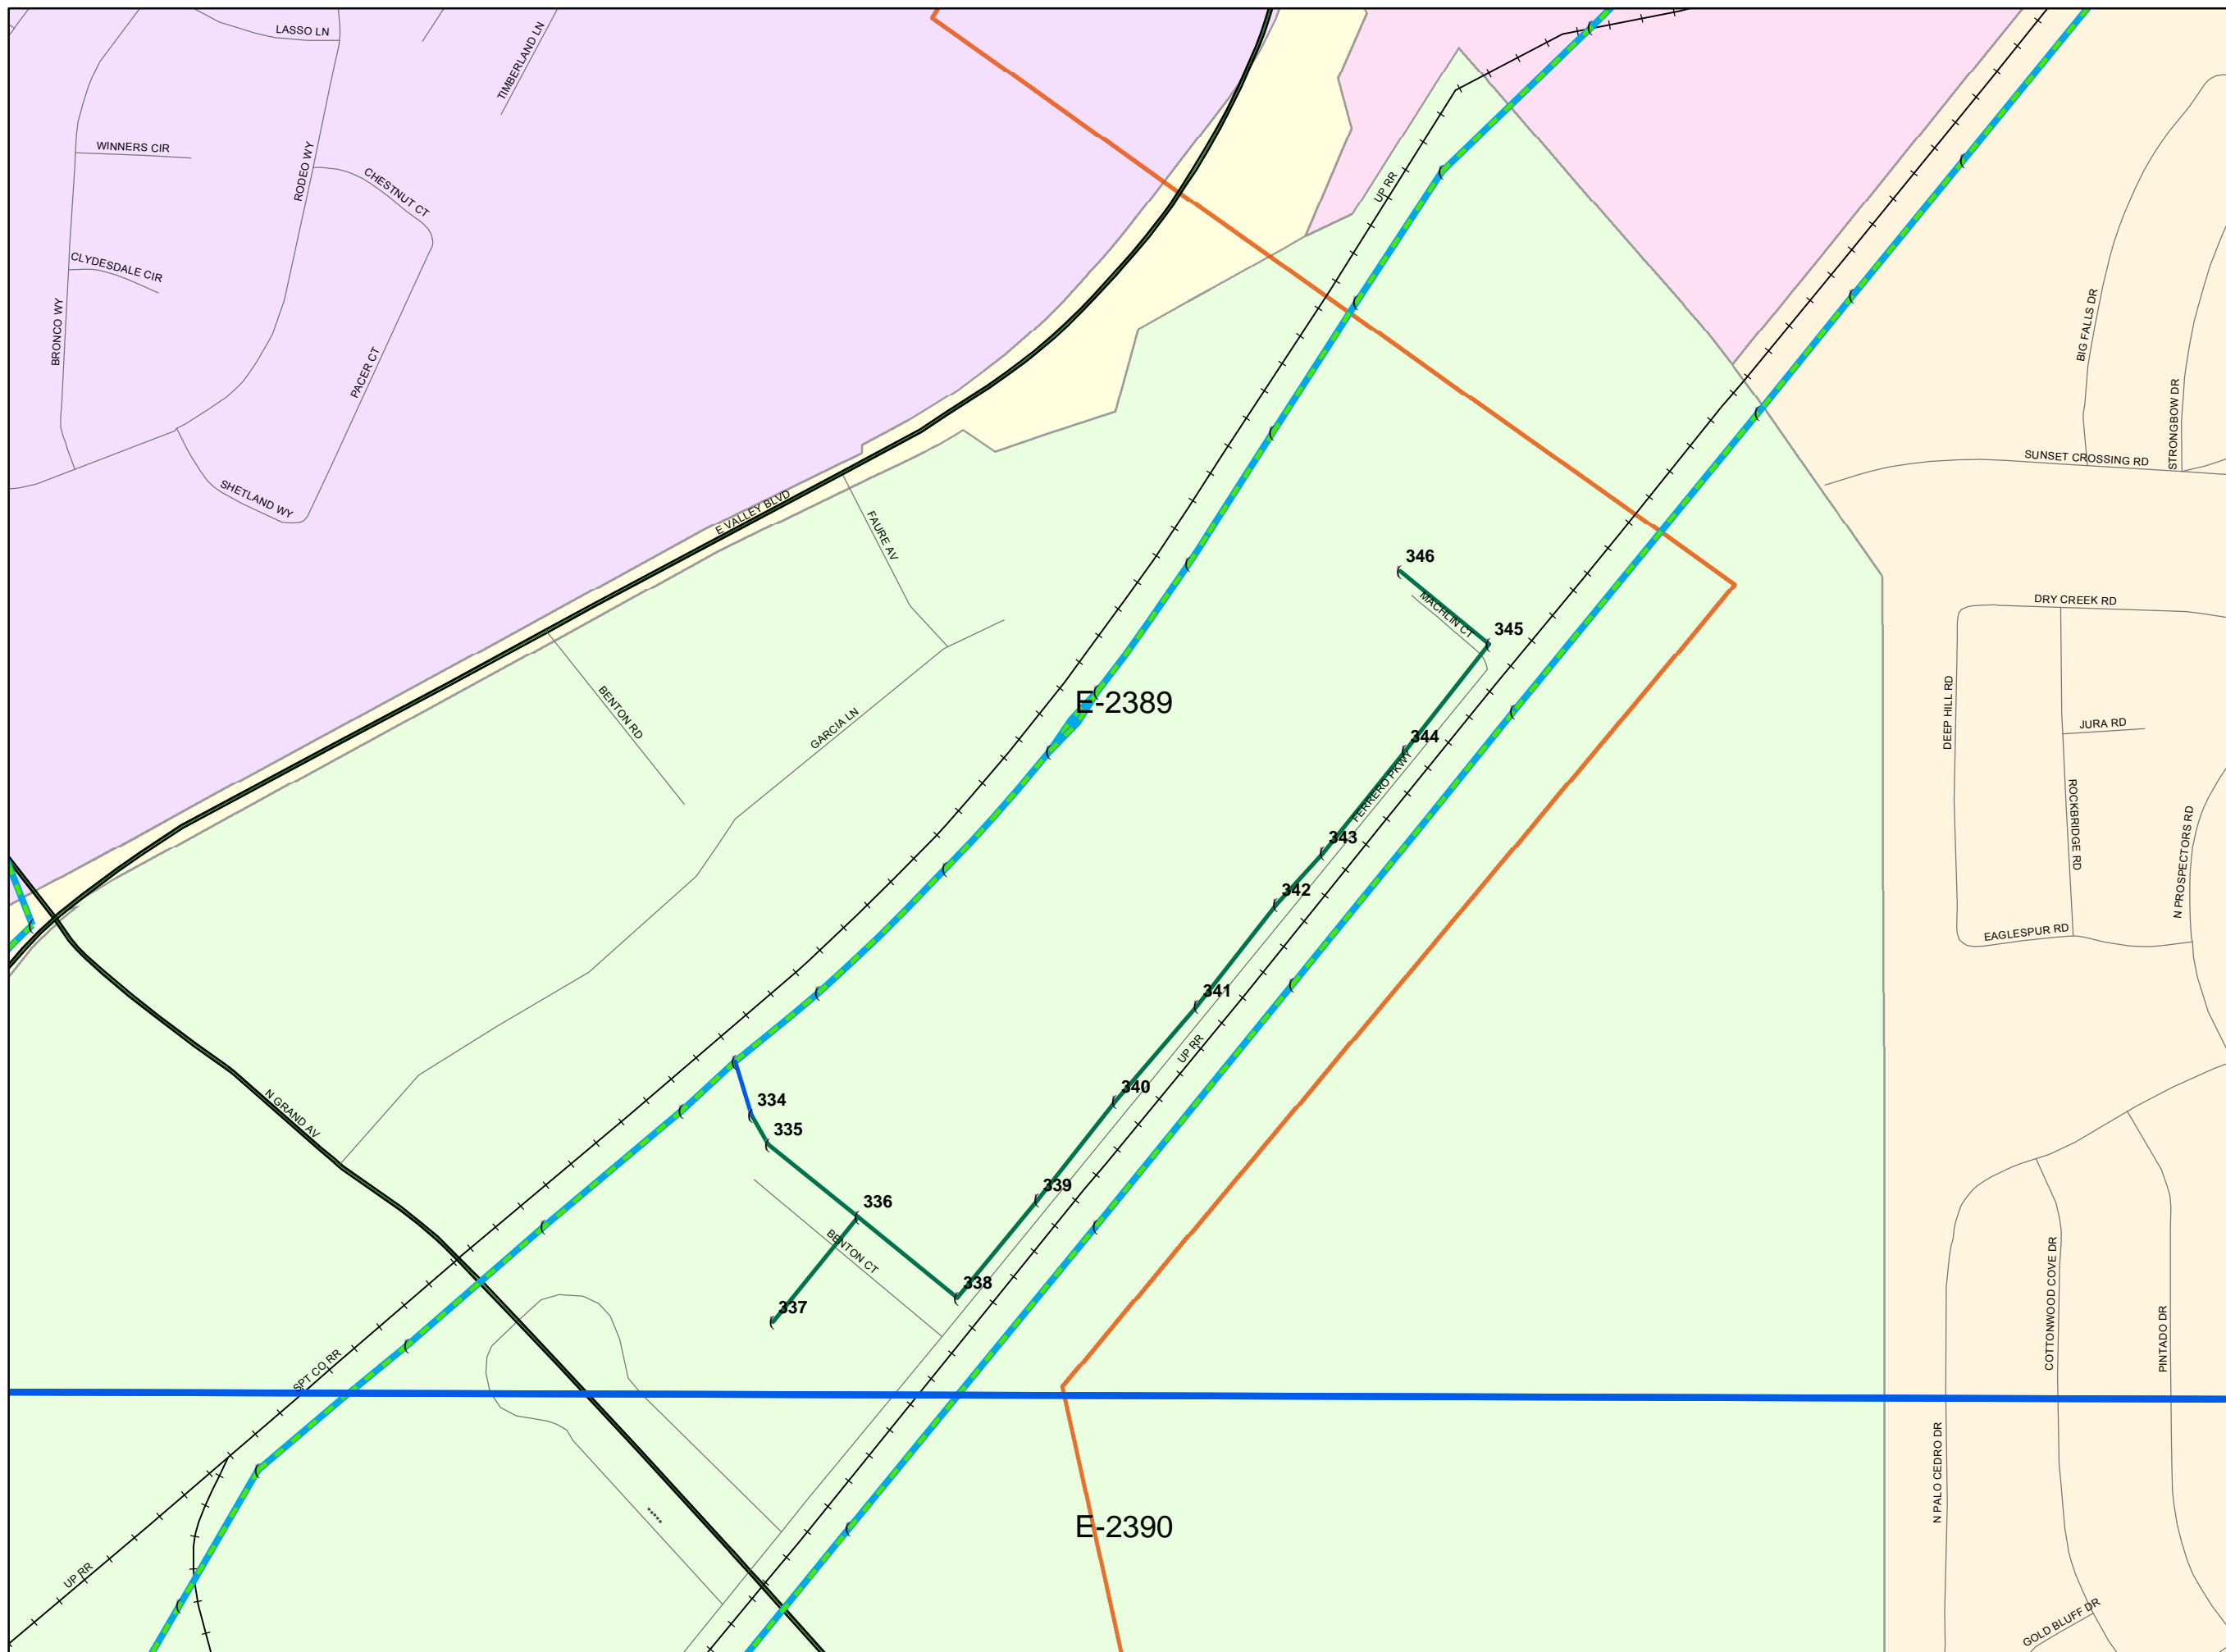 LASSO LN
TIMBERLAND LN
WINNERS CIR
RODEO WY
CHESTNUT CT
UP RR
CLYDESDALE CIR
BRONCO WY
PACER CT
BIG FALLS DR
STRONGBOW DR
SUNSET CROSSING RD
SHETLAND WY
E VALLEY BLVD
FAURE AV
346
MACHLIN CT
345
DRY CREEK RD
BENTON RD
GARCIA LN
E-2389
DEEP HILL RD
JURA RD
344
FERRERO PKWY
343
ROCKBRIDGE RD
N PROSPECTORS RD
342
EAGLESPUR RD
341
UP RR
340
334
N GRAND AV
335
339
336
BENTON CT
338
337
COTTONWOOD COVE DR
PINTADO DR
SPT CO RR
N PALO CEDRO DR
E-2390
UP RR
GOLD BLUFF DR